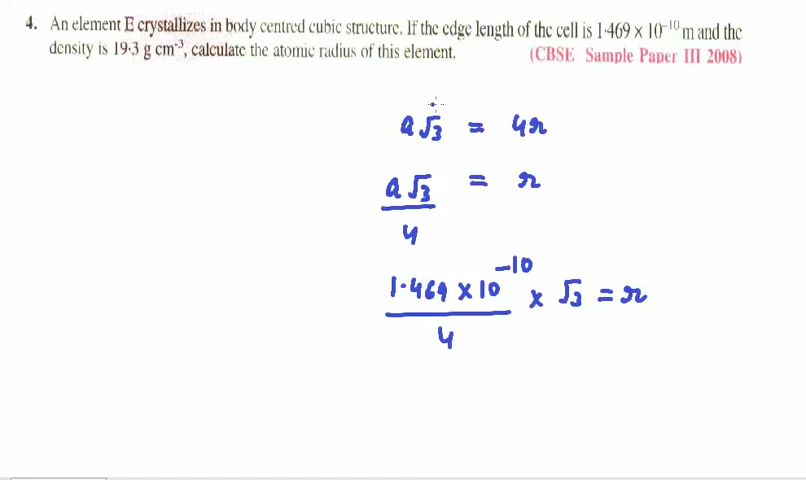 4. An element E crystallizes in body centred cubic structure. If the edge length of the cell is 1·469 × 10⁻¹⁰ m and the
density is 19·3 g cm⁻³, calculate the atomic radius of this element. (CBSE Sample Paper III 2008)
a√3 = 4r
a√3 = r
4
1·469 × 10⁻¹⁰ × √3 = r
4